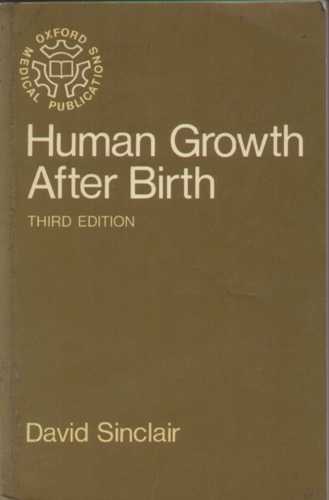 OXFORD
MEDICAL PUBLICATIONS
Human Growth
After Birth
THIRD EDITION
David Sinclair